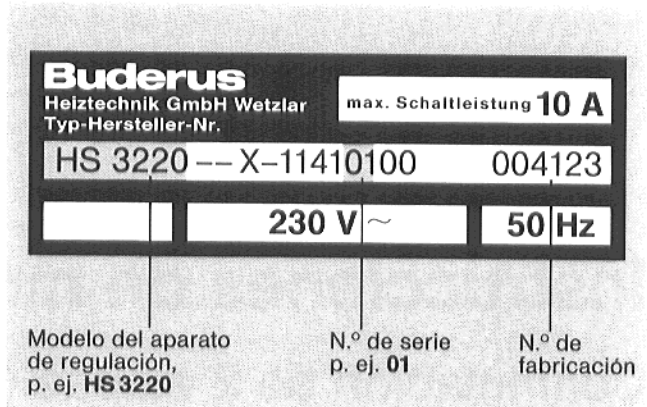 Buderus
Heiztechnik GmbH Wetzlar
Typ-Hersteller-Nr.
max. Schaltleistung 10 A
HS 3220 -- X-11410100 004123
230 V ~
50 Hz
Modelo del aparato
de regulación,
p. ej. HS 3220
N.º de serie
p. ej. 01
N.º de
fabricación